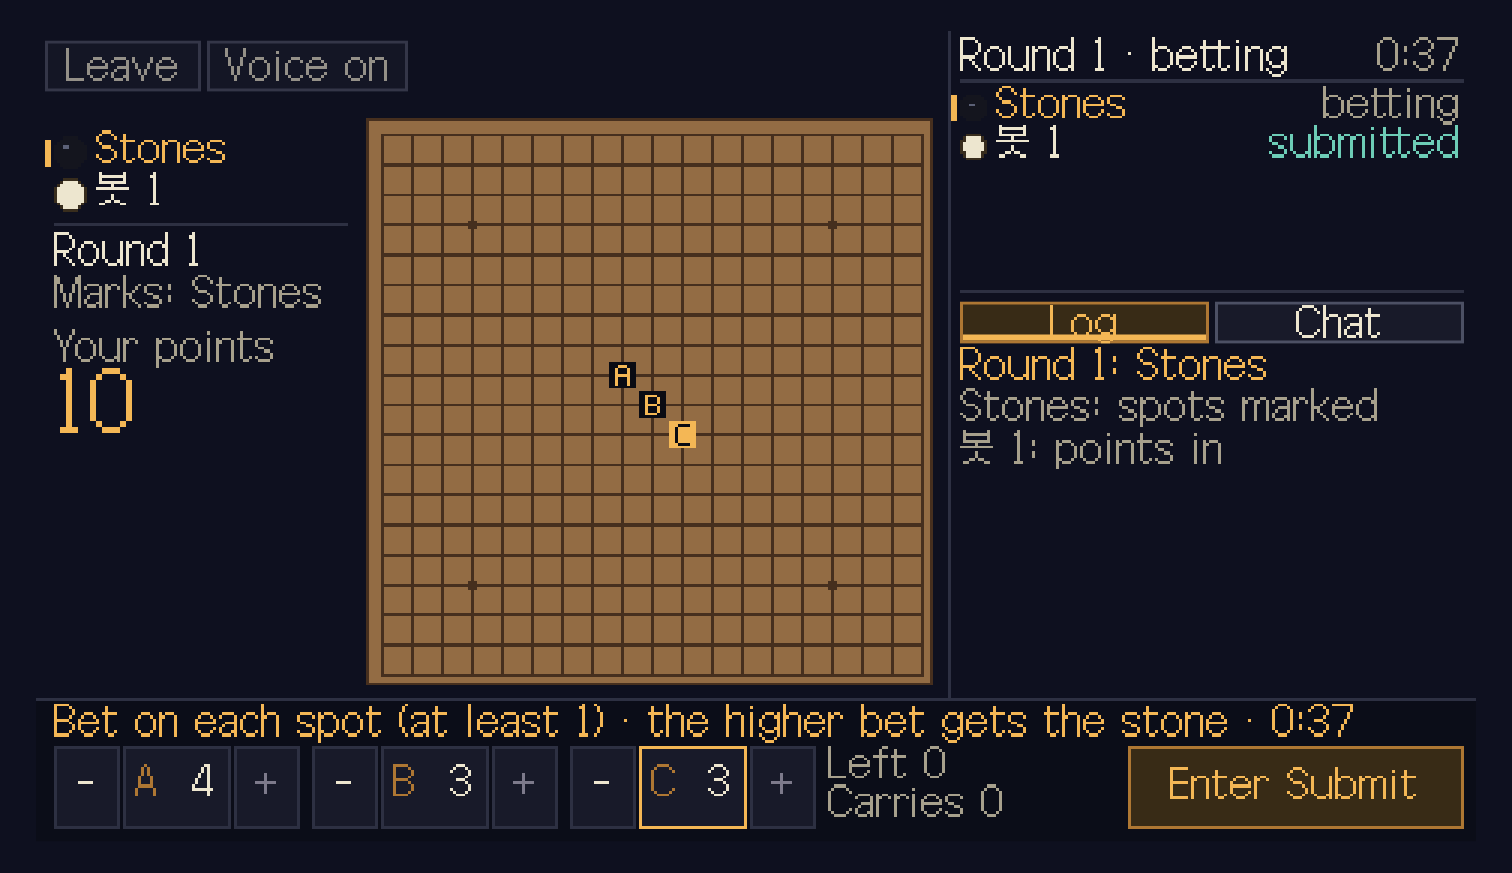 Leave Voice on
Stones
봇 1
Round 1
Marks: Stones
Your points
10
A
B
C
Round 1 · betting 0:37
Stones betting
봇 1 submitted
Log Chat
Round 1: Stones
Stones: spots marked
봇 1: points in
Bet on each spot (at least 1) · the higher bet gets the stone · 0:37
- A 4 + - B 3 + - C 3 +
Left 0
Carries 0
Enter Submit